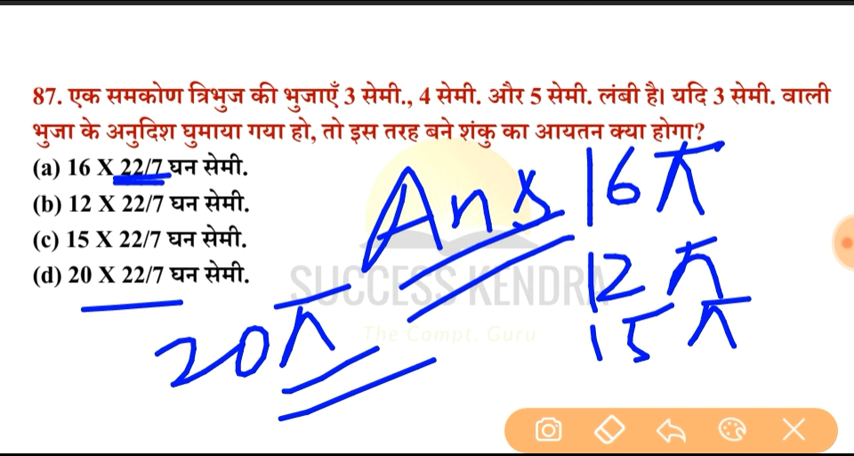 87. एक समकोण त्रिभुज की भुजाएँ 3 सेमी., 4 सेमी. और 5 सेमी. लंबी है। यदि 3 सेमी. वाली
भुजा के अनुदिश घुमाया गया हो, तो इस तरह बने शंकु का आयतन क्या होगा?
(a) 16 X 22/7 घन सेमी.
(b) 12 X 22/7 घन सेमी.
(c) 15 X 22/7 घन सेमी.
(d) 20 X 22/7 घन सेमी.
Ans 16π
12π
15π
20π
SUCCESS KENDRA
The Compt. Guru